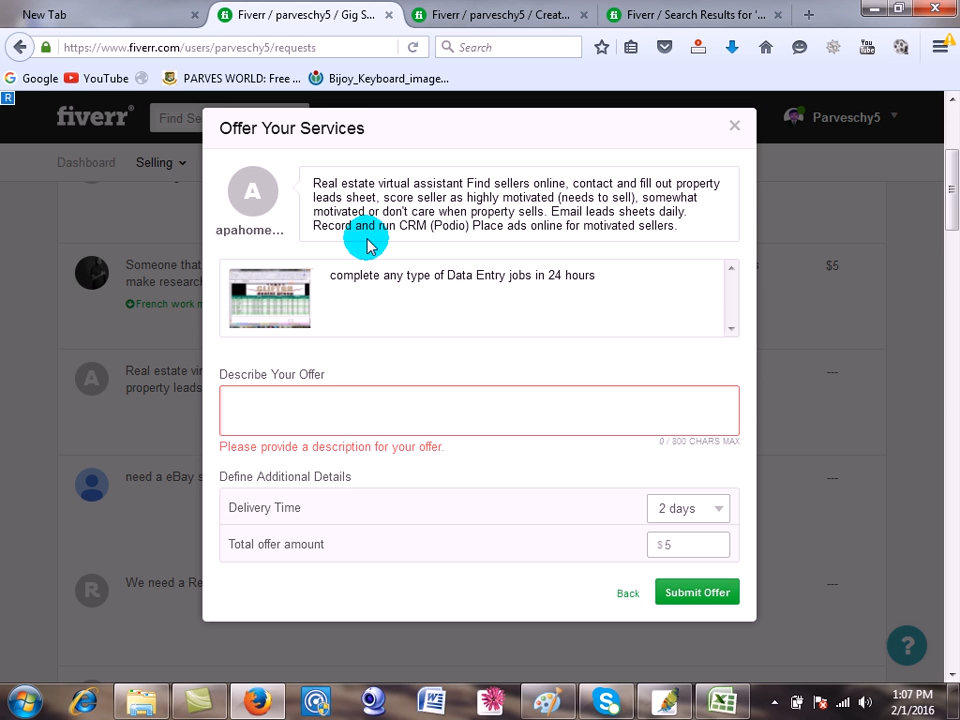 New Tab
Fiverr / parveschy5 / Gig S...
Fiverr / parveschy5 / Creat...
Fiverr / Search Results for '...
https://www.fiverr.com/users/parveschy5/requests
Search
You Tube
Google
YouTube
PARVES WORLD: Free ...
Bijoy_Keyboard_image...
R
fiverr®
Find Se
Parveschy5
Dashboard
Selling
Offer Your Services
A
apahome...
Real estate virtual assistant Find sellers online, contact and fill out property
leads sheet, score seller as highly motivated (needs to sell), somewhat
motivated or don't care when property sells. Email leads sheets daily.
Record and run CRM (Podio) Place ads online for motivated sellers.
Someone that
make research
French work
s
$5
complete any type of Data Entry jobs in 24 hours
A
Real estate vir
property leads
---
Describe Your Offer
Please provide a description for your offer.
0 / 800 CHARS MAX
need a eBay s
---
Define Additional Details
Delivery Time
2 days
Total offer amount
$5
R
We need a Re
---
Back
Submit Offer
?
1:07 PM
2/1/2016